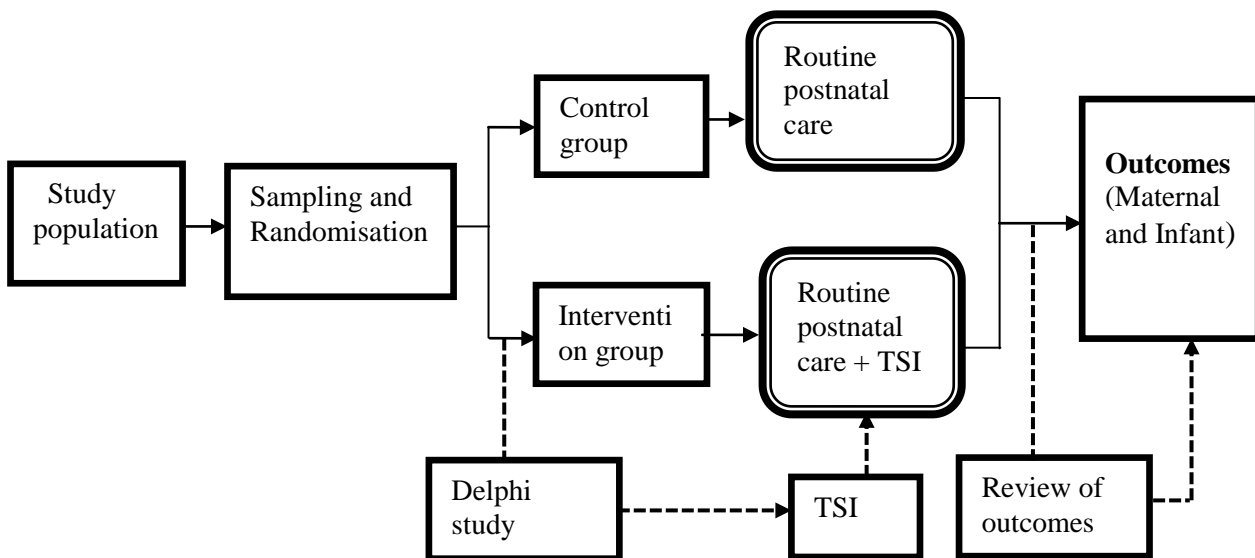 Study
population
Sampling and
Randomisation
Control
group
Routine
postnatal
care
Interventi
on group
Routine
postnatal
care + TSI
Outcomes
(Maternal
and Infant)
Delphi
study
TSI
Review of
outcomes